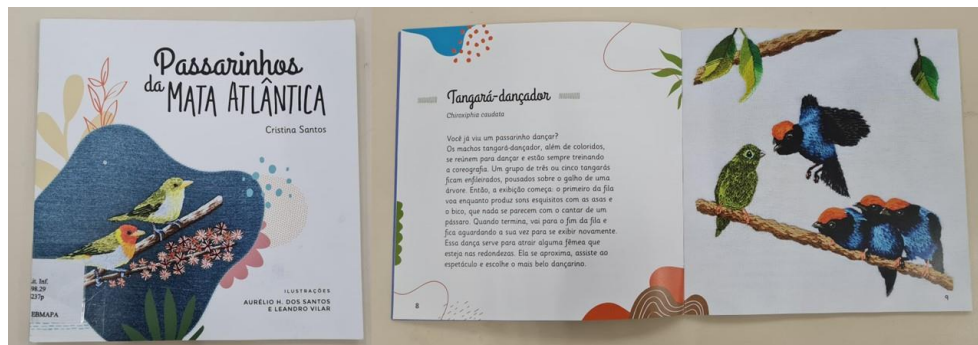 Passarinhos
da MATA ATLÂNTICA
Cristina Santos
Lit. Inf.
98.29
S237p
EBMAPA
ILUSTRAÇÕES
AURÉLIO H. DOS SANTOS
E LEANDRO VILAR
Tangará-dançador
Chiroxiphia caudata
Você já viu um passarinho dançar?
Os machos tangará-dançador, além de coloridos,
se reúnem para dançar e estão sempre treinando
a coreografia. Um grupo de três ou cinco tangarás
ficam enfileirados, pousados sobre o galho de uma
árvore. Então, a exibição começa: o primeiro da fila
voa enquanto produz sons esquisitos com as asas e
o bico, que nada se parecem com o cantar de um
pássaro. Quando termina, vai para o fim da fila e
fica aguardando a sua vez para se exibir novamente.
Essa dança serve para atrair alguma fêmea que
esteja nas redondezas. Ela se aproxima, assiste ao
espetáculo e escolhe o mais belo dançarino.
8
9